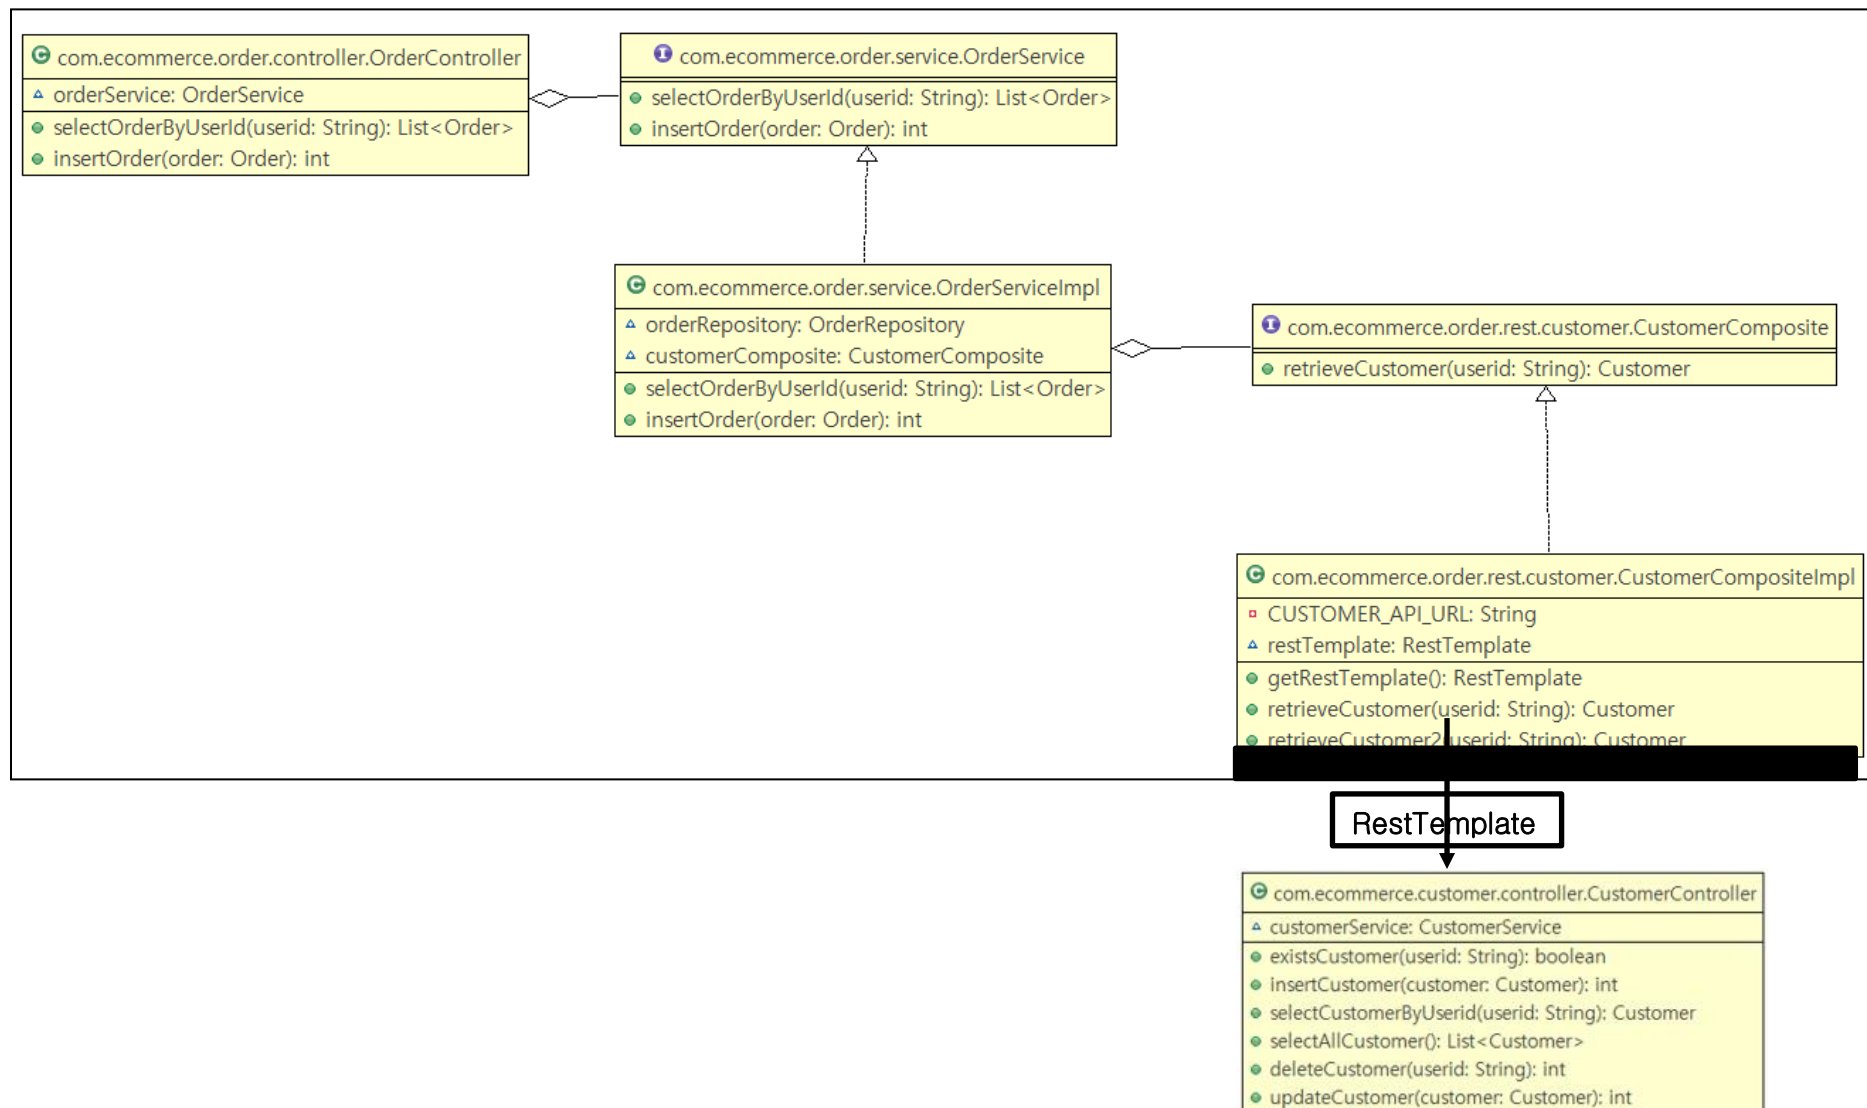 com.ecommerce.order.controller.OrderController
orderService: OrderService
selectOrderByUserId(userid: String): List<Order>
insertOrder(order: Order): int
com.ecommerce.order.service.OrderService
selectOrderByUserId(userid: String): List<Order>
insertOrder(order: Order): int
com.ecommerce.order.service.OrderServiceImpl
orderRepository: OrderRepository
customerComposite: CustomerComposite
selectOrderByUserId(userid: String): List<Order>
insertOrder(order: Order): int
com.ecommerce.order.rest.customer.CustomerComposite
retrieveCustomer(userid: String): Customer
com.ecommerce.order.rest.customer.CustomerCompositeImpl
CUSTOMER_API_URL: String
restTemplate: RestTemplate
getRestTemplate(): RestTemplate
retrieveCustomer(userid: String): Customer
retrieveCustomer2(userid: String): Customer
RestTemplate
com.ecommerce.customer.controller.CustomerController
customerService: CustomerService
existsCustomer(userid: String): boolean
insertCustomer(customer: Customer): int
selectCustomerByUserid(userid: String): Customer
selectAllCustomer(): List<Customer>
deleteCustomer(userid: String): int
updateCustomer(customer: Customer): int